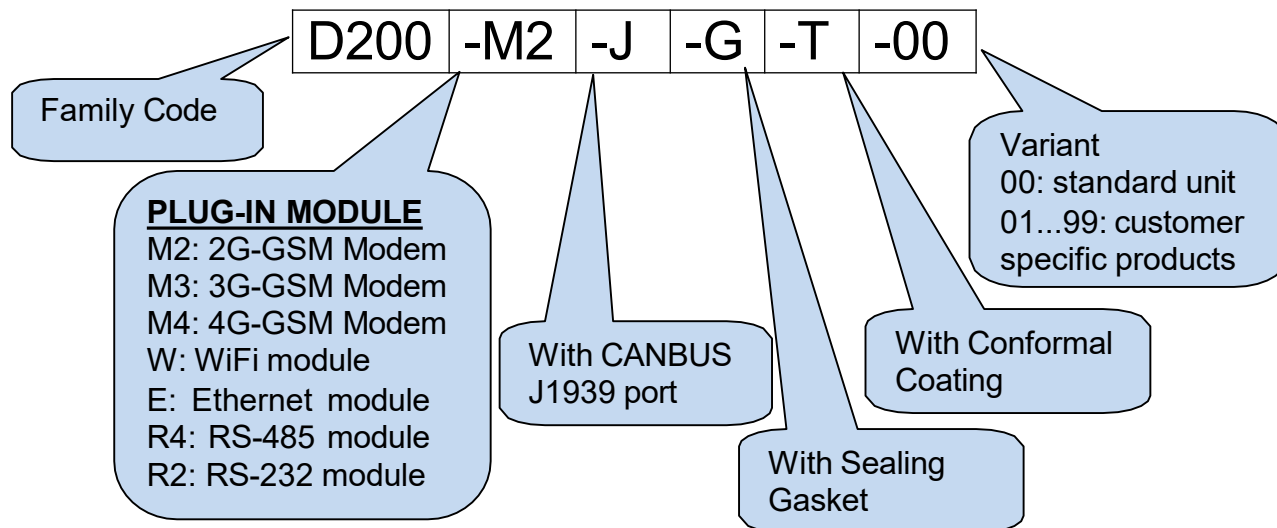 D200 -M2 -J -G -T -00
Family Code
PLUG-IN MODULE
M2: 2G-GSM Modem
M3: 3G-GSM Modem
M4: 4G-GSM Modem
W: WiFi module
E: Ethernet module
R4: RS-485 module
R2: RS-232 module
With CANBUS
J1939 port
With Sealing
Gasket
With Conformal
Coating
Variant
00: standard unit
01...99: customer
specific products